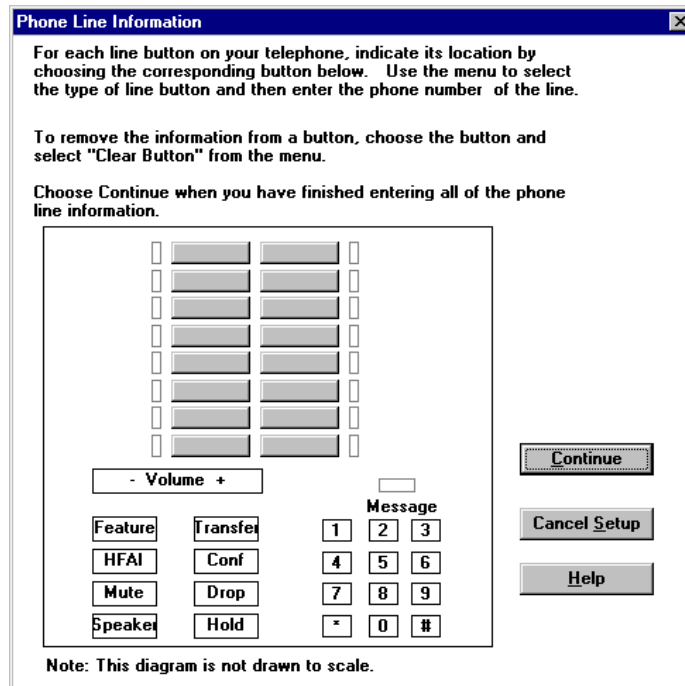 Phone Line Information
For each line button on your telephone, indicate its location by
choosing the corresponding button below. Use the menu to select
the type of line button and then enter the phone number of the line.
To remove the information from a button, choose the button and
select "Clear Button" from the menu.
Choose Continue when you have finished entering all of the phone
line information.
- Volume +
Message
Feature Transfer 1 2 3
HFAI Conf 4 5 6
Mute Drop 7 8 9
Speaker Hold * 0 #
Continue
Cancel Setup
Help
Note: This diagram is not drawn to scale.